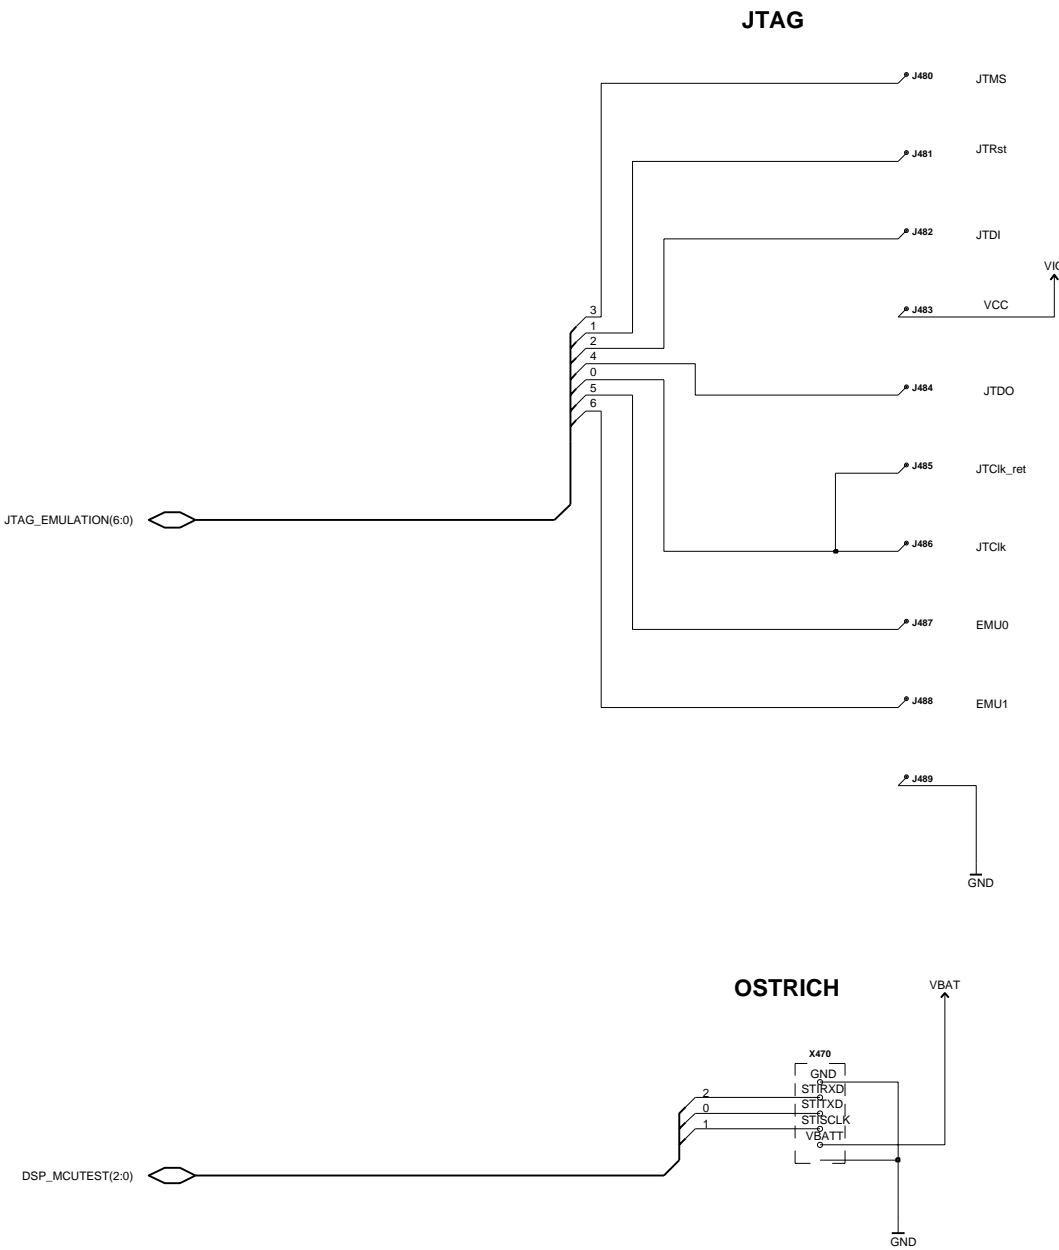 JTAG
J480 JTMS
J481 JTRst
J482 JTDI
VIO
J483 VCC
3
1
2
4
0
5
6
J484 JTDO
J485 JTClk_ret
JTAG_EMULATION(6:0)
J486 JTClk
J487 EMU0
J488 EMU1
J489
GND
OSTRICH
VBAT
X470
GND
2 STIRXD
0 STITXD
1 STISCLK
VBATT
DSP_MCUTEST(2:0)
GND